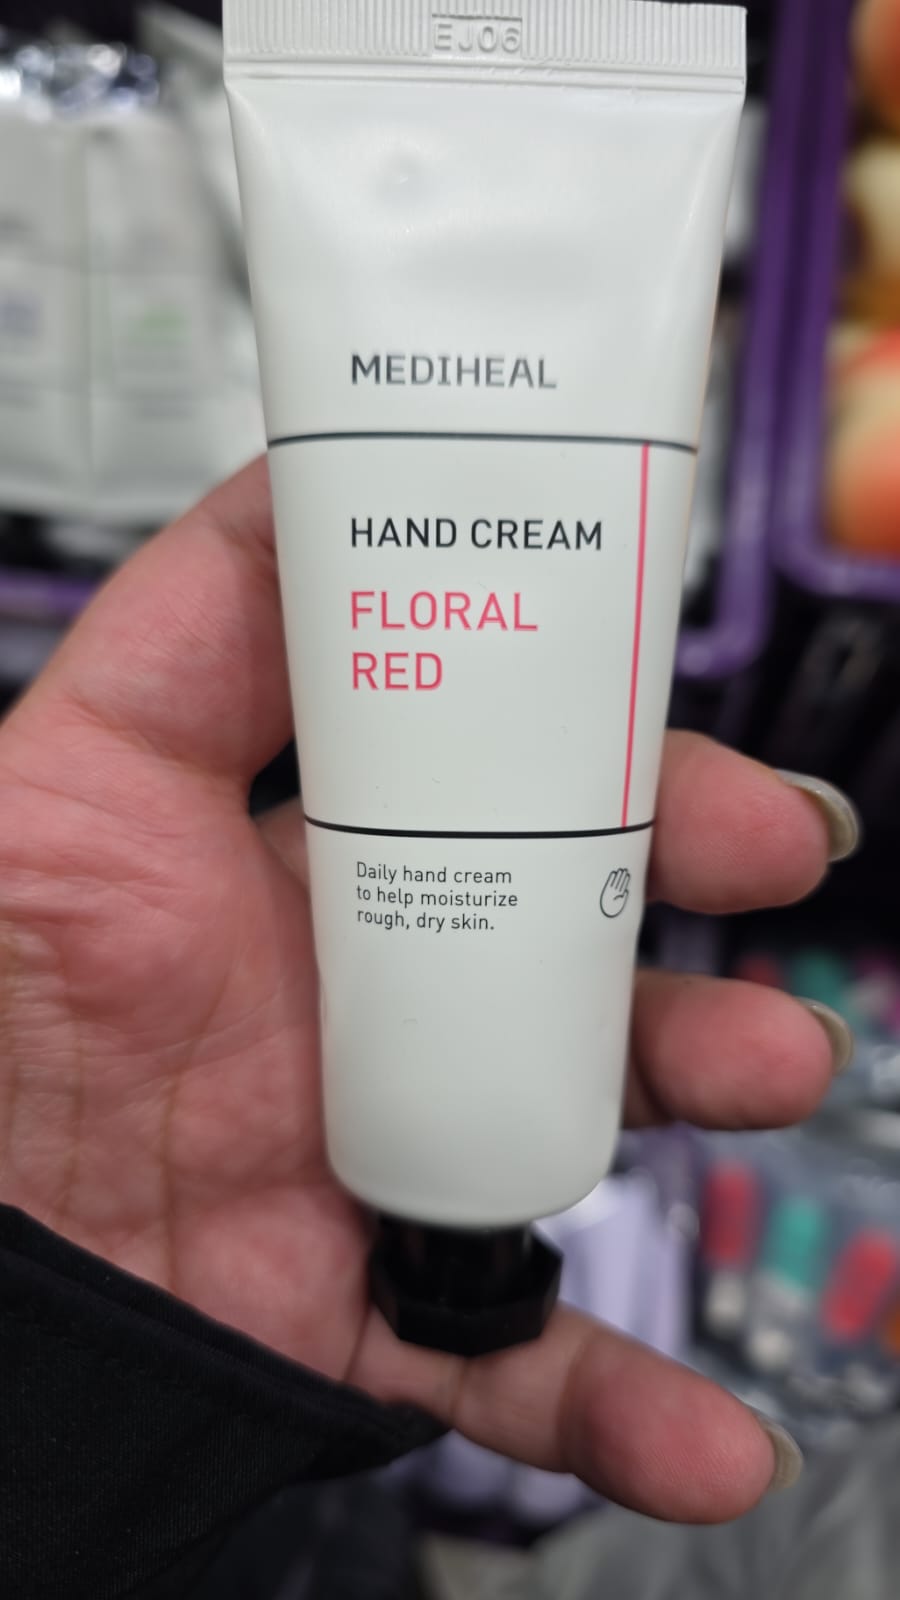 EJ06
MEDIHEAL
HAND CREAM
FLORAL
RED
Daily hand cream
to help moisturize
rough, dry skin.